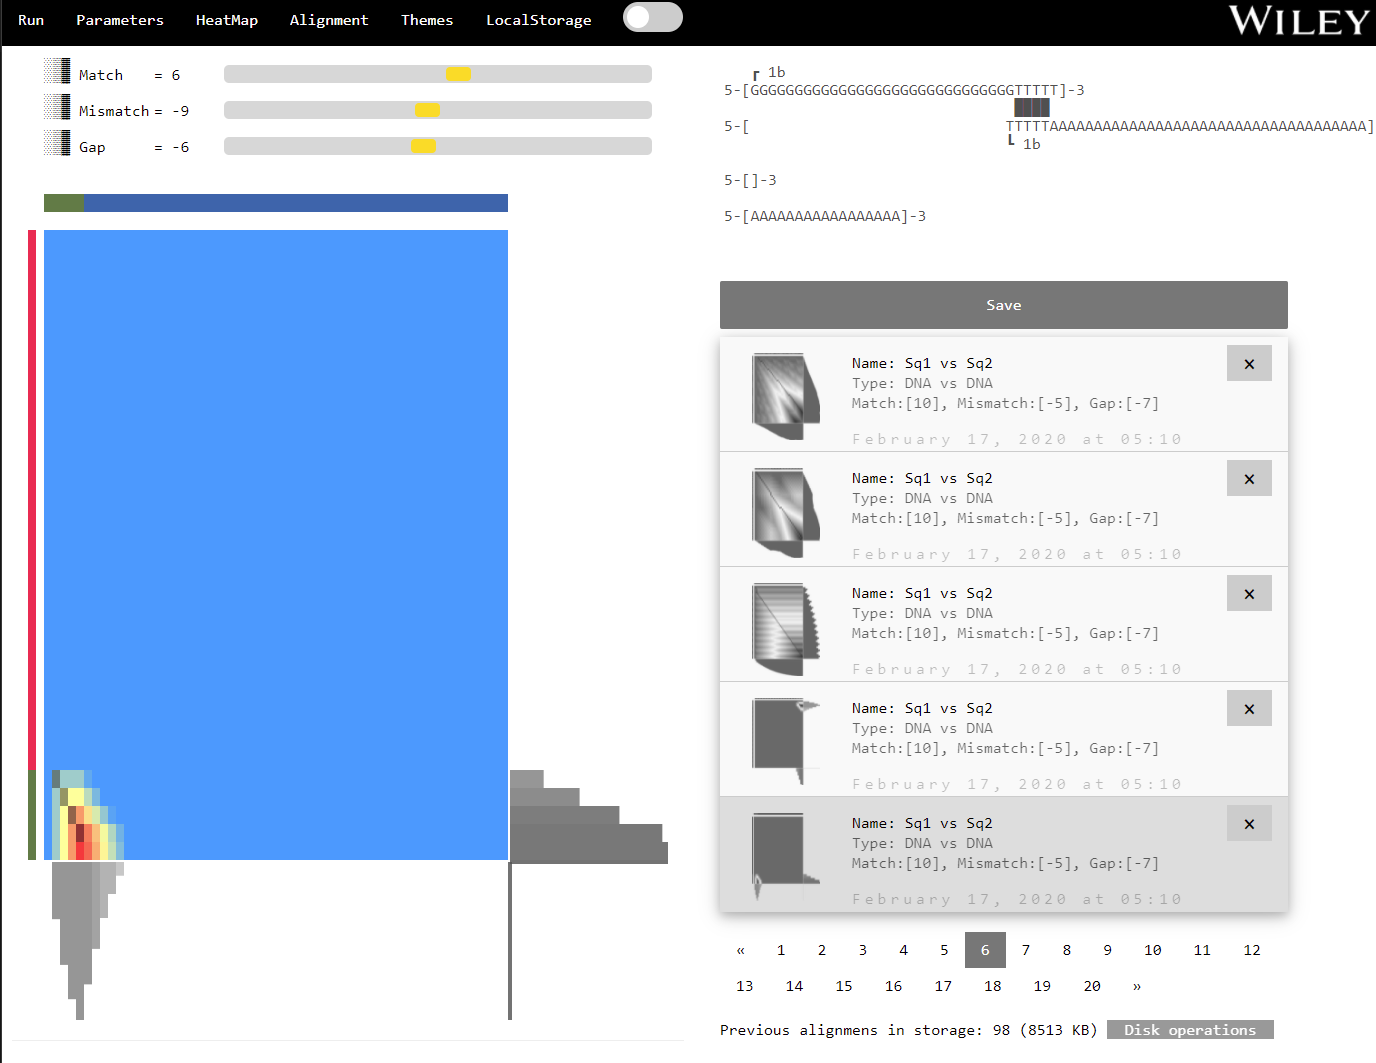 Run Parameters HeatMap Alignment Themes LocalStorage WILEY
Match = 6
Mismatch = -9
Gap = -6
1b
5-[GGGGGGGGGGGGGGGGGGGGGGGGGGGGGGTTTTT]-3
5-[ TTTTTAAAAAAAAAAAAAAAAAAAAAAAAAAAAAAAAAAAA]
1b
5-[]-3
5-[AAAAAAAAAAAAAAAAA]-3
Save
Name: Sq1 vs Sq2
Type: DNA vs DNA
Match:[10], Mismatch:[-5], Gap:[-7]
February 17, 2020 at 05:10
×
Name: Sq1 vs Sq2
Type: DNA vs DNA
Match:[10], Mismatch:[-5], Gap:[-7]
February 17, 2020 at 05:10
×
Name: Sq1 vs Sq2
Type: DNA vs DNA
Match:[10], Mismatch:[-5], Gap:[-7]
February 17, 2020 at 05:10
×
Name: Sq1 vs Sq2
Type: DNA vs DNA
Match:[10], Mismatch:[-5], Gap:[-7]
February 17, 2020 at 05:10
×
Name: Sq1 vs Sq2
Type: DNA vs DNA
Match:[10], Mismatch:[-5], Gap:[-7]
February 17, 2020 at 05:10
×
« 1 2 3 4 5 6 7 8 9 10 11 12
13 14 15 16 17 18 19 20 »
Previous alignmens in storage: 98 (8513 KB) Disk operations